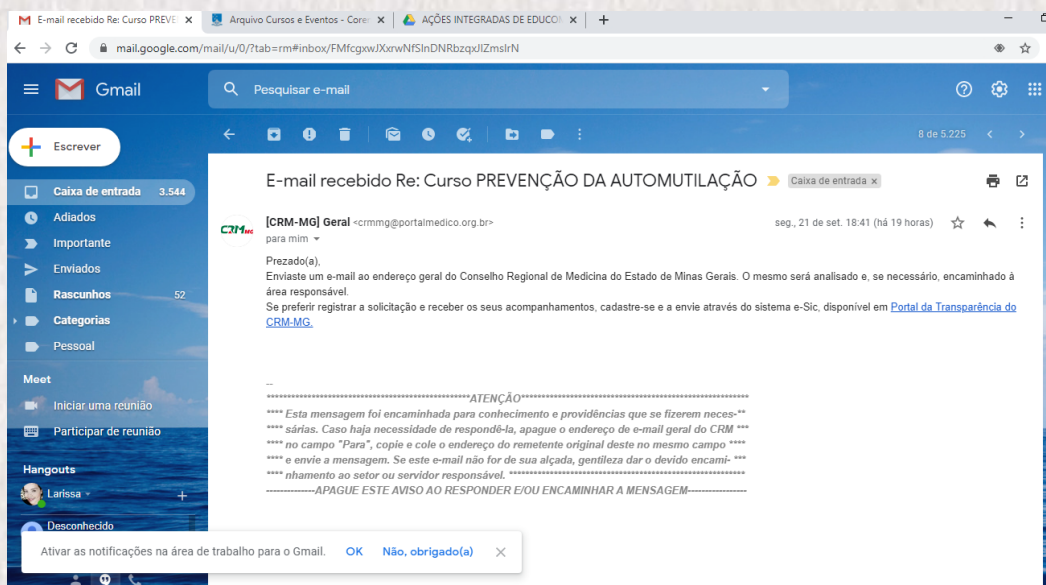 E-mail recebido Re: Curso PREVE
Arquivo Cursos e Eventos - Coren
AÇÕES INTEGRADAS DE EDUCOM
mail.google.com/mail/u/0/?tab=rm#inbox/FMfcgxwJXxrwNfSlnDNRbzqxJlZmslrN
Gmail
Pesquisar e-mail
Escrever
8 de 5.225
Caixa de entrada 3.544
Adiados
Importante
Enviados
Rascunhos 52
Categorias
Pessoal
Meet
Iniciar uma reunião
Participar de reunião
Hangouts
Larissa
Desconhecido
E-mail recebido Re: Curso PREVENÇÃO DA AUTOMUTILAÇÃO
Caixa de entrada x
CRM MG
[CRM-MG] Geral <crmmg@portalmedico.org.br>
seg., 21 de set. 18:41 (há 19 horas)
para mim
Prezado(a),
Enviaste um e-mail ao endereço geral do Conselho Regional de Medicina do Estado de Minas Gerais. O mesmo será analisado e, se necessário, encaminhado à
área responsável.
Se preferir registrar a solicitação e receber os seus acompanhamentos, cadastre-se e a envie através do sistema e-Sic, disponível em Portal da Transparência do
CRM-MG.
--
**************************************************ATENÇÃO*********************************************************
**** Esta mensagem foi encaminhada para conhecimento e providências que se fizerem neces-**
**** sárias. Caso haja necessidade de respondê-la, apague o endereço de e-mail geral do CRM ***
**** no campo "Para", copie e cole o endereço do remetente original deste no mesmo campo ****
**** e envie a mensagem. Se este e-mail não for de sua alçada, gentileza dar o devido encami- ***
**** nhamento ao setor ou servidor responsável. **********************************************************
--------------APAGUE ESTE AVISO AO RESPONDER E/OU ENCAMINHAR A MENSAGEM-----------------
Ativar as notificações na área de trabalho para o Gmail. OK Não, obrigado(a)